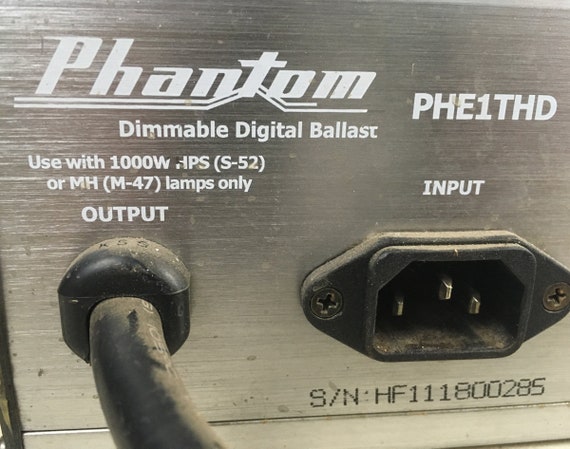 Phantom
PHE1THD
Dimmable Digital Ballast
Use with 1000W HPS (S-52)
or MH (M-47) lamps only
OUTPUT
INPUT
S/N:HF111800285